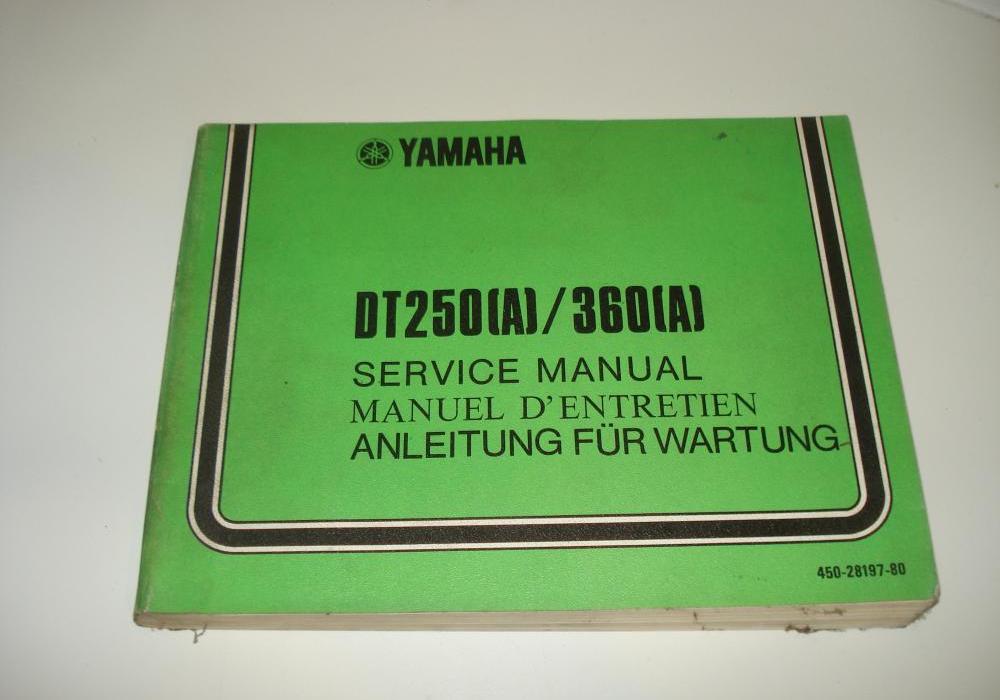 YAMAHA
DT250(A)/360(A)
SERVICE MANUAL
MANUEL D'ENTRETIEN
ANLEITUNG FÜR WARTUNG
450-28197-80